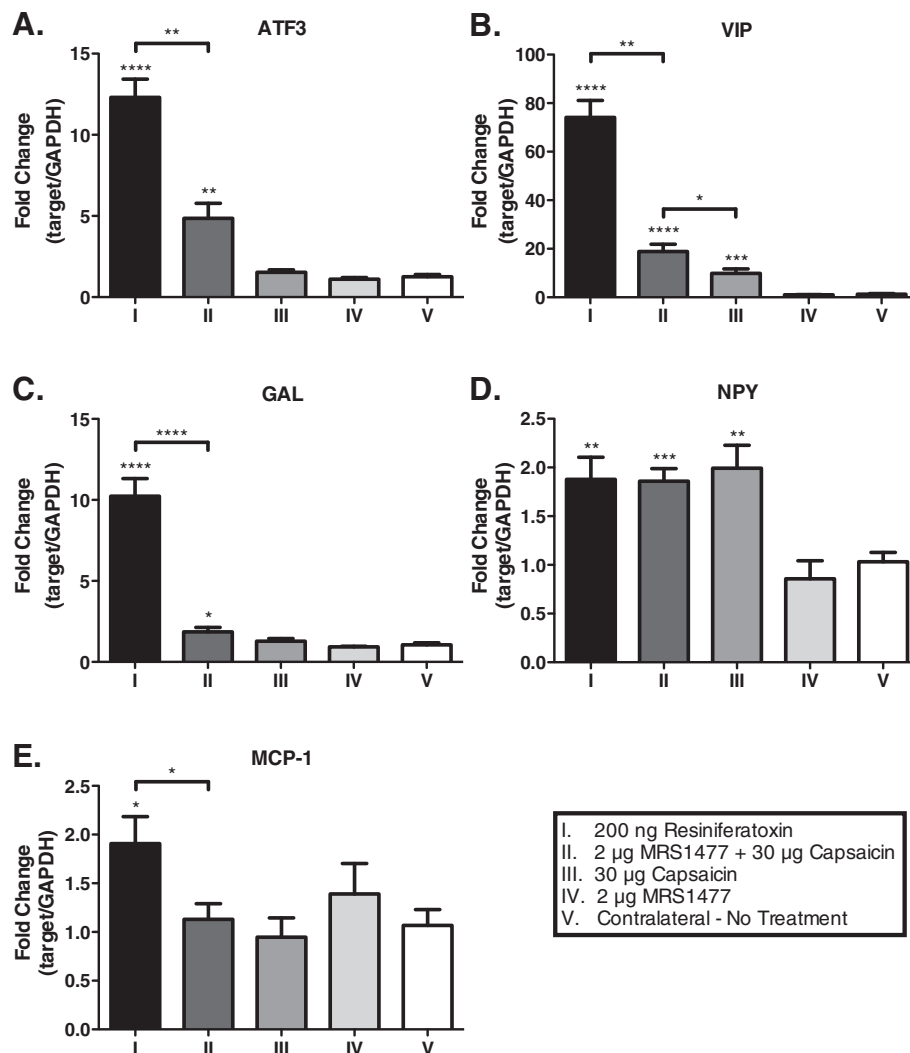 A.
ATF3
**
****
**
Fold Change
(target/GAPDH)
15
10
5
0
I II III IV V
B.
VIP
**
****
*
****
***
Fold Change
(target/GAPDH)
100
80
60
40
20
0
I II III IV V
C.
GAL
****
****
*
Fold Change
(target/GAPDH)
15
10
5
0
I II III IV V
D.
NPY
**
***
**
Fold Change
(target/GAPDH)
2.5
2.0
1.5
1.0
0.5
0.0
I II III IV V
E.
MCP-1
*
*
Fold Change
(target/GAPDH)
2.5
2.0
1.5
1.0
0.5
0.0
I II III IV V
I. 200 ng Resiniferatoxin
II. 2 µg MRS1477 + 30 µg Capsaicin
III. 30 µg Capsaicin
IV. 2 µg MRS1477
V. Contralateral - No Treatment